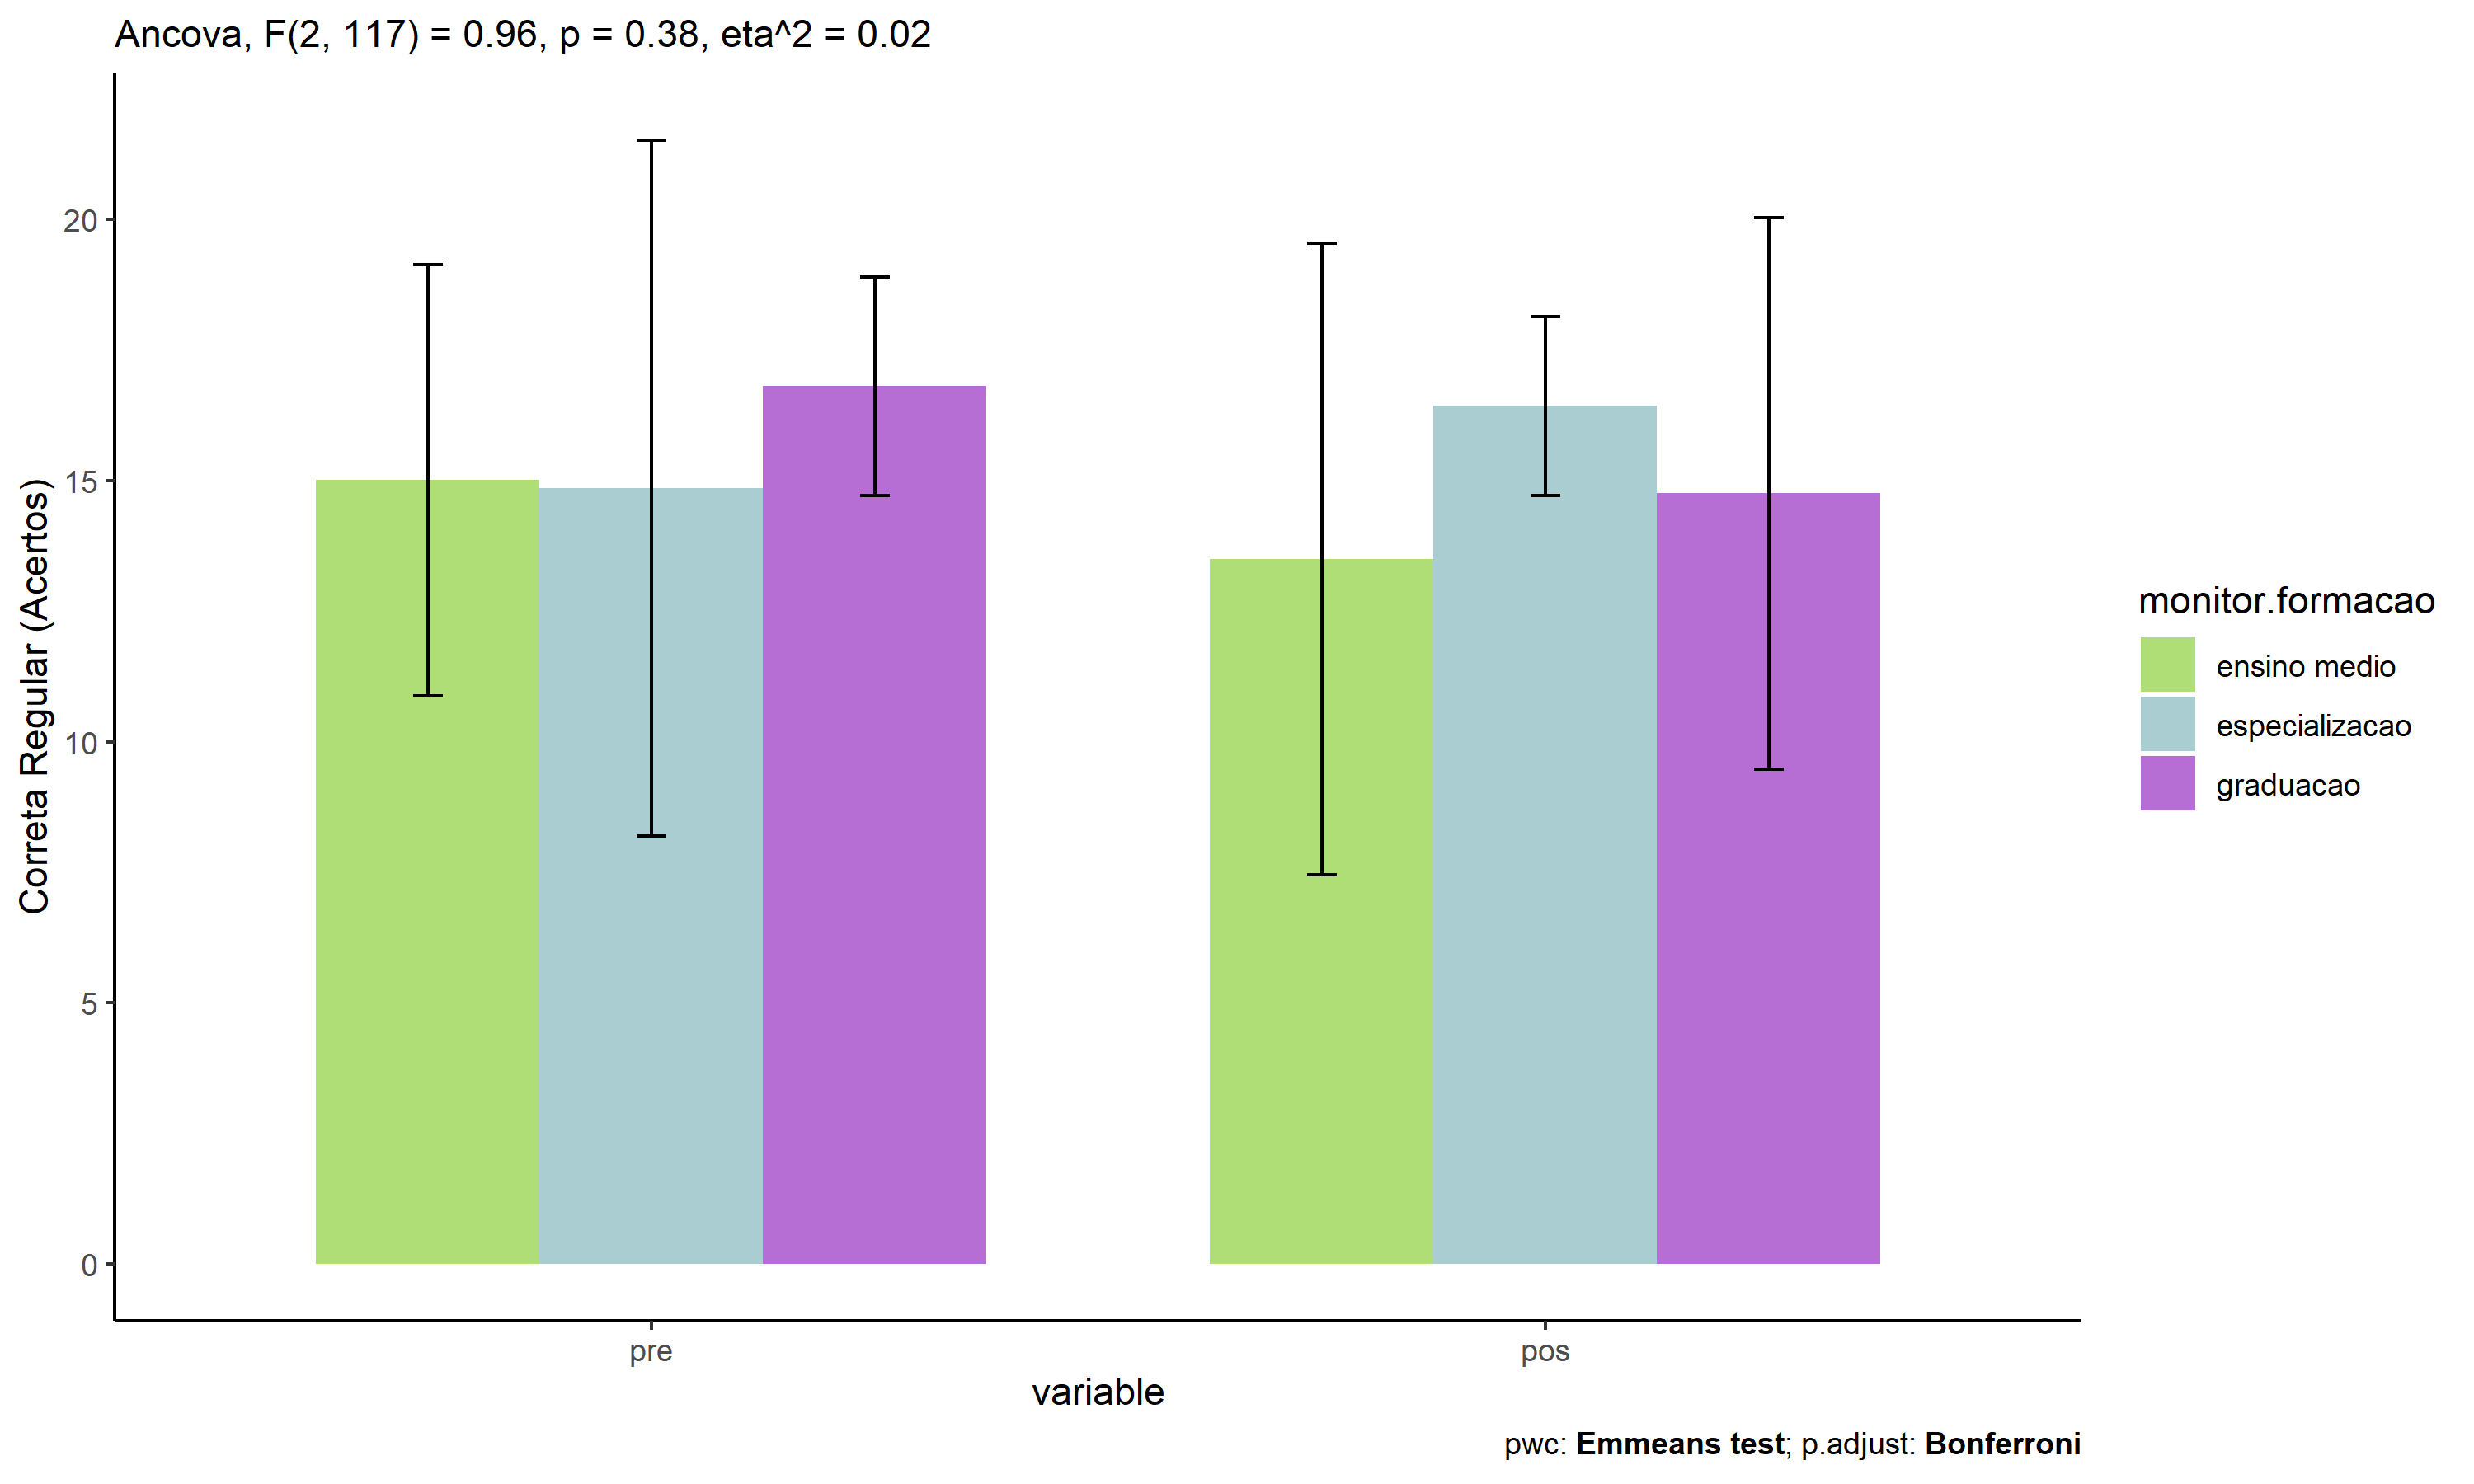 Ancova, F(2, 117) = 0.96, p = 0.38, eta^2 = 0.02
Correta Regular (Acertos)
20
15
10
5
0
pre
pos
variable
monitor.formacao
ensino medio
especializacao
graduacao
pwc: Emmeans test; p.adjust: Bonferroni